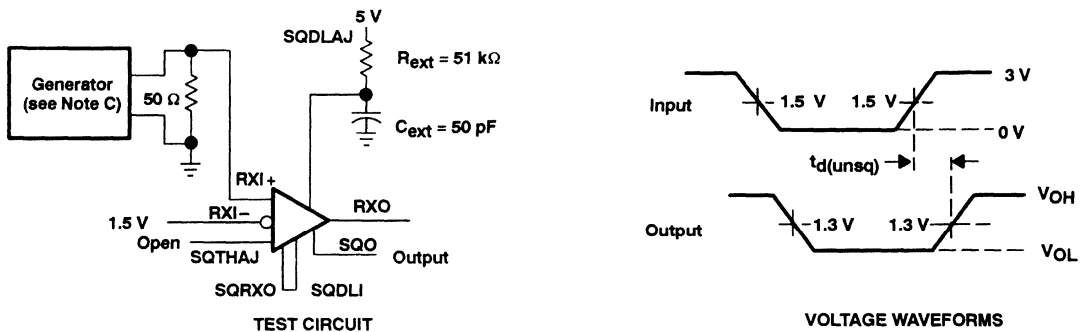 5 V
SQDLAJ
Rext = 51 kΩ
Generator
(see Note C)
50 Ω
Cext = 50 pF
RXI+
1.5 V
RXI−
RXO
Open
SQTHAJ
SQO
Output
SQRXO
SQDLI
TEST CIRCUIT
3 V
Input
1.5 V
1.5 V
0 V
td(unsq)
VOH
Output
1.3 V
1.3 V
VOL
VOLTAGE WAVEFORMS